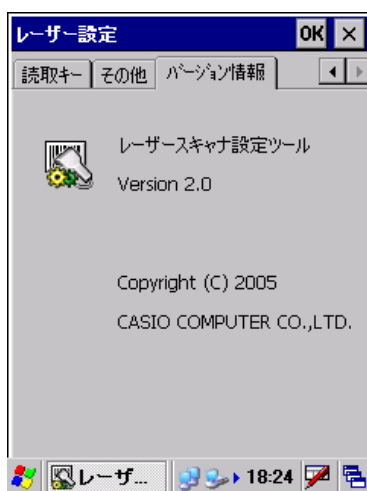 レーザー設定 OK ×
読取キー その他 バージョン情報
レーザースキャナ設定ツール
Version 2.0
Copyright (C) 2005
CASIO COMPUTER CO.,LTD.
レーザ... 18:24